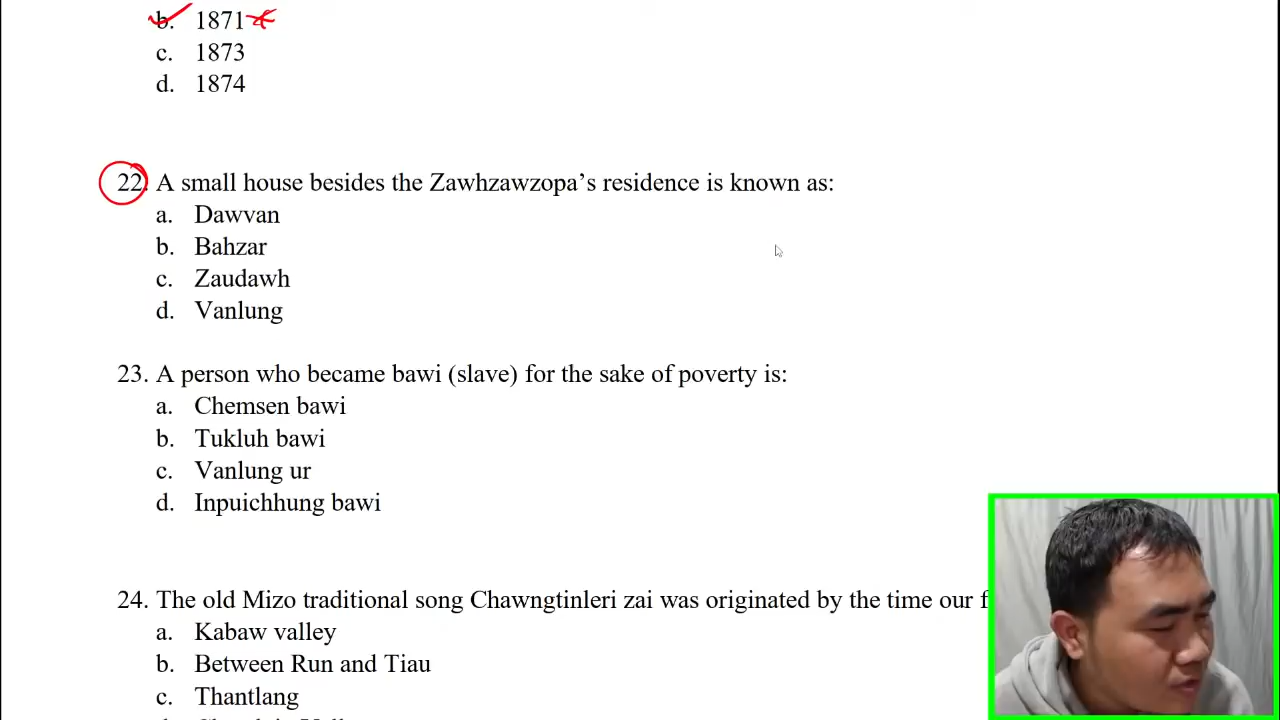 b. 1871
c. 1873
d. 1874
22. A small house besides the Zawhzawzopa’s residence is known as:
a. Dawvan
b. Bahzar
c. Zaudawh
d. Vanlung
23. A person who became bawi (slave) for the sake of poverty is:
a. Chemsen bawi
b. Tukluh bawi
c. Vanlung ur
d. Inpuichhung bawi
24. The old Mizo traditional song Chawngtinleri zai was originated by the time our
a. Kabaw valley
b. Between Run and Tiau
c. Thantlang